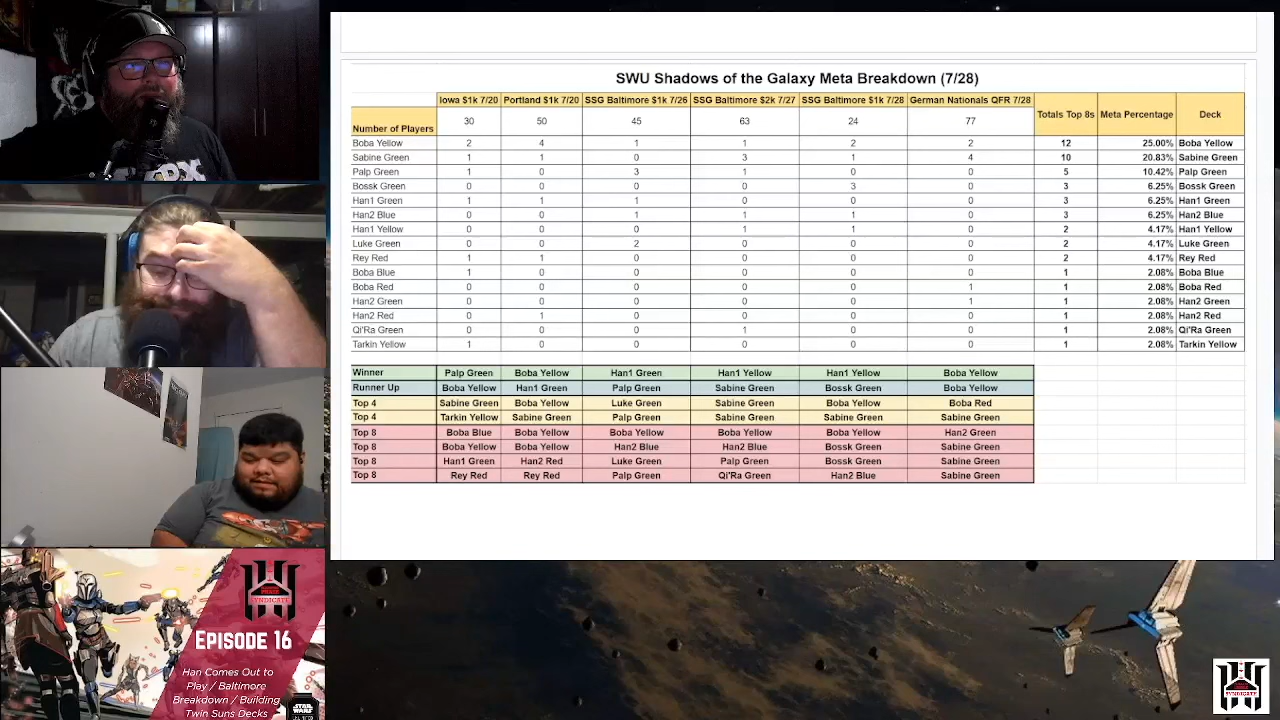 SWU Shadows of the Galaxy Meta Breakdown (7/28)
Iowa $1k 7/20 Portland $1k 7/20 SSG Baltimore $1k 7/26 SSG Baltimore $2k 7/27 SSG Baltimore $1k 7/28 German Nationals QFR 7/28 Totals Top 8s Meta Percentage Deck
Number of Players 30 50 45 63 24 77
Boba Yellow 2 4 1 1 2 2 12 25.00% Boba Yellow
Sabine Green 1 1 0 3 1 4 10 20.83% Sabine Green
Palp Green 1 0 3 1 0 0 5 10.42% Palp Green
Bossk Green 0 0 0 0 3 0 3 6.25% Bossk Green
Han1 Green 1 1 1 0 0 0 3 6.25% Han1 Green
Han2 Blue 0 0 1 1 1 0 3 6.25% Han2 Blue
Han1 Yellow 0 0 0 1 1 0 2 4.17% Han1 Yellow
Luke Green 0 0 2 0 0 0 2 4.17% Luke Green
Rey Red 1 1 0 0 0 0 2 4.17% Rey Red
Boba Blue 1 0 0 0 0 0 1 2.08% Boba Blue
Boba Red 0 0 0 0 0 1 1 2.08% Boba Red
Han2 Green 0 0 0 0 0 1 1 2.08% Han2 Green
Han2 Red 0 1 0 0 0 0 1 2.08% Han2 Red
Qi'Ra Green 0 0 0 1 0 0 1 2.08% Qi'Ra Green
Tarkin Yellow 1 0 0 0 0 0 1 2.08% Tarkin Yellow
Winner Palp Green Boba Yellow Han1 Green Han1 Yellow Han1 Yellow Boba Yellow
Runner Up Boba Yellow Han1 Green Palp Green Sabine Green Bossk Green Boba Yellow
Top 4 Sabine Green Boba Yellow Luke Green Sabine Green Boba Yellow Boba Red
Top 4 Tarkin Yellow Sabine Green Palp Green Sabine Green Sabine Green Sabine Green
Top 8 Boba Blue Boba Yellow Boba Yellow Boba Yellow Boba Yellow Han2 Green
Top 8 Boba Yellow Boba Yellow Han2 Blue Han2 Blue Bossk Green Sabine Green
Top 8 Han1 Green Han2 Red Luke Green Palp Green Bossk Green Sabine Green
Top 8 Rey Red Rey Red Palp Green Qi'Ra Green Han2 Blue Sabine Green
SYNDICATE
EPISODE 16
Han Comes Out to
Play / Baltimore
Breakdown / Building
Twin Suns Decks
STAR
WARS